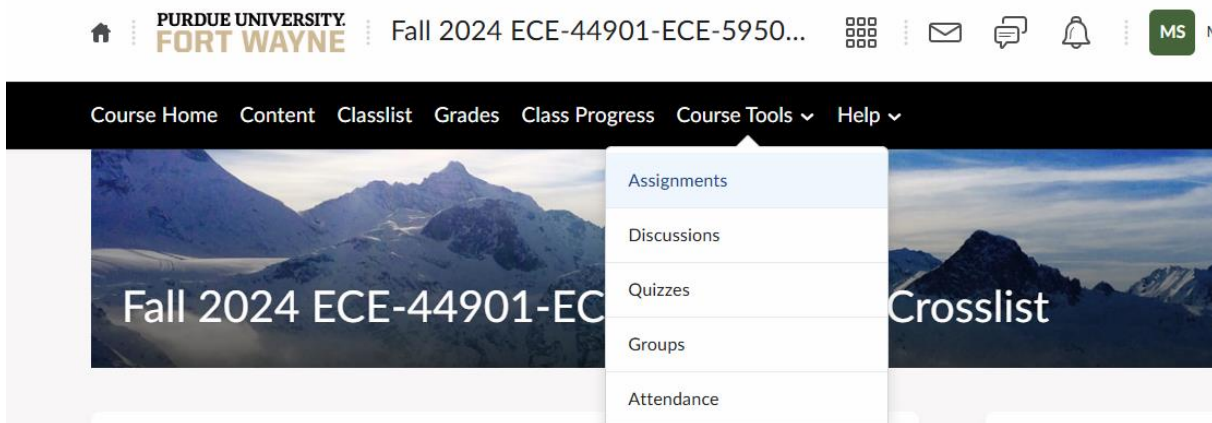 PURDUE UNIVERSITY.
FORT WAYNE
Fall 2024 ECE-44901-ECE-5950...
MS
Course Home Content Classlist Grades Class Progress Course Tools Help
Assignments
Discussions
Quizzes
Groups
Attendance
Fall 2024 ECE-44901-EC
Crosslist